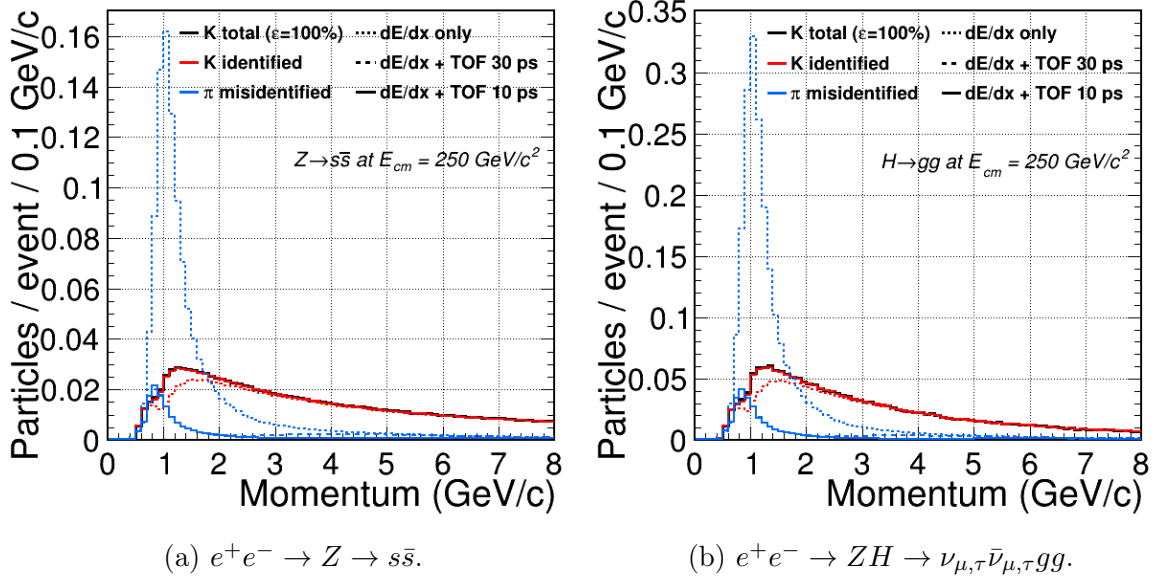 Particles / event / 0.1 GeV/c
0.16
0.14
0.12
0.1
0.08
0.06
0.04
0.02
0
K total (ε=100%)
K identified
π misidentified
dE/dx only
dE/dx + TOF 30 ps
dE/dx + TOF 10 ps
Z→ss̄ at E_cm = 250 GeV/c²
0 1 2 3 4 5 6 7 8
Momentum (GeV/c)
(a) e⁺e⁻ → Z → ss̄.
Particles / event / 0.1 GeV/c
0.35
0.3
0.25
0.2
0.15
0.1
0.05
0
K total (ε=100%)
K identified
π misidentified
dE/dx only
dE/dx + TOF 30 ps
dE/dx + TOF 10 ps
H→gg at E_cm = 250 GeV/c²
0 1 2 3 4 5 6 7 8
Momentum (GeV/c)
(b) e⁺e⁻ → ZH → ν_μ,τ ν̄_μ,τ gg.